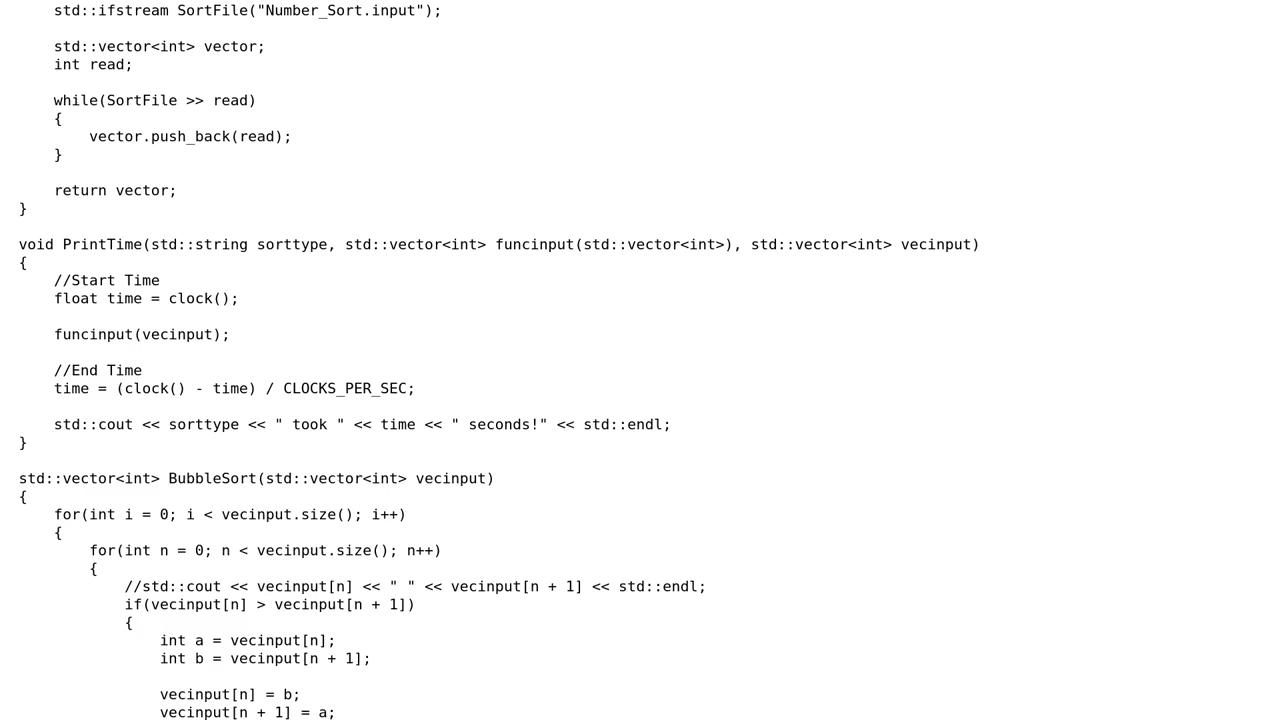 std::ifstream SortFile("Number_Sort.input");

    std::vector<int> vector;
    int read;

    while(SortFile >> read)
    {
        vector.push_back(read);
    }

    return vector;
}

void PrintTime(std::string sorttype, std::vector<int> funcinput(std::vector<int>), std::vector<int> vecinput)
{
    //Start Time
    float time = clock();

    funcinput(vecinput);

    //End Time
    time = (clock() - time) / CLOCKS_PER_SEC;

    std::cout << sorttype << " took " << time << " seconds!" << std::endl;
}

std::vector<int> BubbleSort(std::vector<int> vecinput)
{
    for(int i = 0; i < vecinput.size(); i++)
    {
        for(int n = 0; n < vecinput.size(); n++)
        {
            //std::cout << vecinput[n] << " " << vecinput[n + 1] << std::endl;
            if(vecinput[n] > vecinput[n + 1])
            {
                int a = vecinput[n];
                int b = vecinput[n + 1];

                vecinput[n] = b;
                vecinput[n + 1] = a;